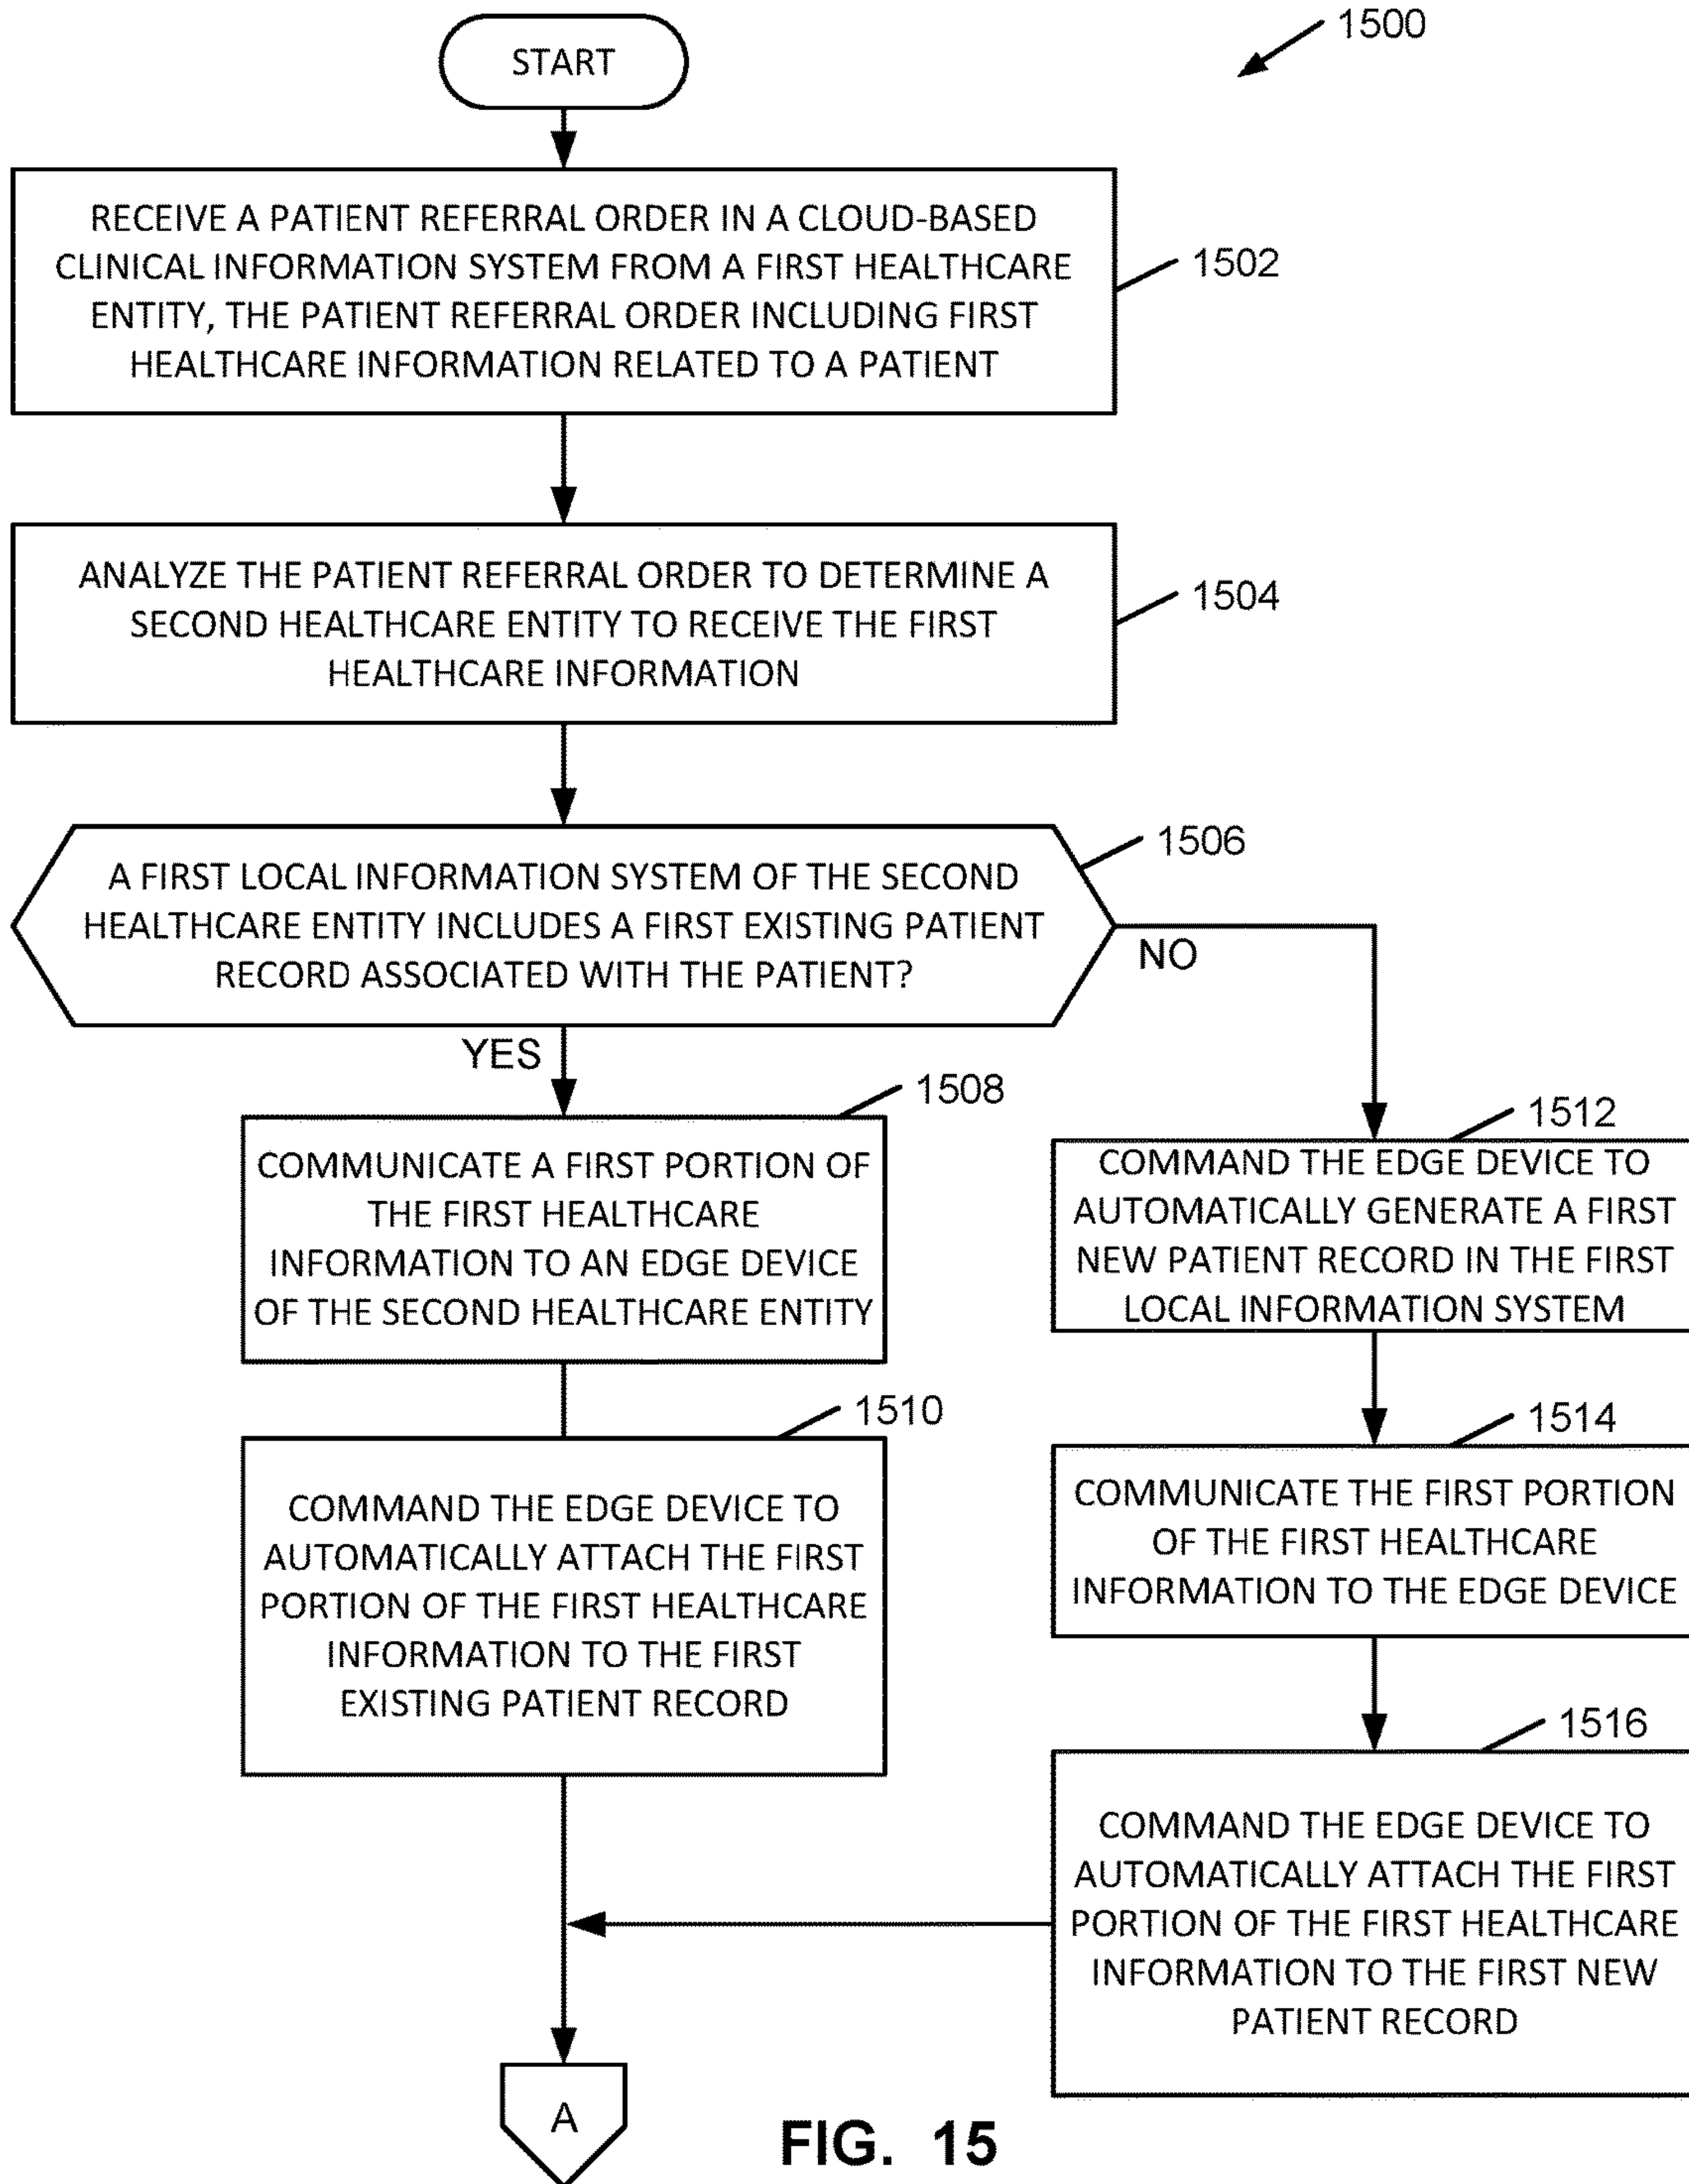 1500
START
RECEIVE A PATIENT REFERRAL ORDER IN A CLOUD-BASED
CLINICAL INFORMATION SYSTEM FROM A FIRST HEALTHCARE
ENTITY, THE PATIENT REFERRAL ORDER INCLUDING FIRST
HEALTHCARE INFORMATION RELATED TO A PATIENT
1502
ANALYZE THE PATIENT REFERRAL ORDER TO DETERMINE A
SECOND HEALTHCARE ENTITY TO RECEIVE THE FIRST
HEALTHCARE INFORMATION
1504
A FIRST LOCAL INFORMATION SYSTEM OF THE SECOND
HEALTHCARE ENTITY INCLUDES A FIRST EXISTING PATIENT
RECORD ASSOCIATED WITH THE PATIENT?
1506
NO
YES
1508
COMMUNICATE A FIRST PORTION OF
THE FIRST HEALTHCARE
INFORMATION TO AN EDGE DEVICE
OF THE SECOND HEALTHCARE ENTITY
1510
COMMAND THE EDGE DEVICE TO
AUTOMATICALLY ATTACH THE FIRST
PORTION OF THE FIRST HEALTHCARE
INFORMATION TO THE FIRST
EXISTING PATIENT RECORD
1512
COMMAND THE EDGE DEVICE TO
AUTOMATICALLY GENERATE A FIRST
NEW PATIENT RECORD IN THE FIRST
LOCAL INFORMATION SYSTEM
1514
COMMUNICATE THE FIRST PORTION
OF THE FIRST HEALTHCARE
INFORMATION TO THE EDGE DEVICE
1516
COMMAND THE EDGE DEVICE TO
AUTOMATICALLY ATTACH THE FIRST
PORTION OF THE FIRST HEALTHCARE
INFORMATION TO THE FIRST NEW
PATIENT RECORD
A
FIG. 15